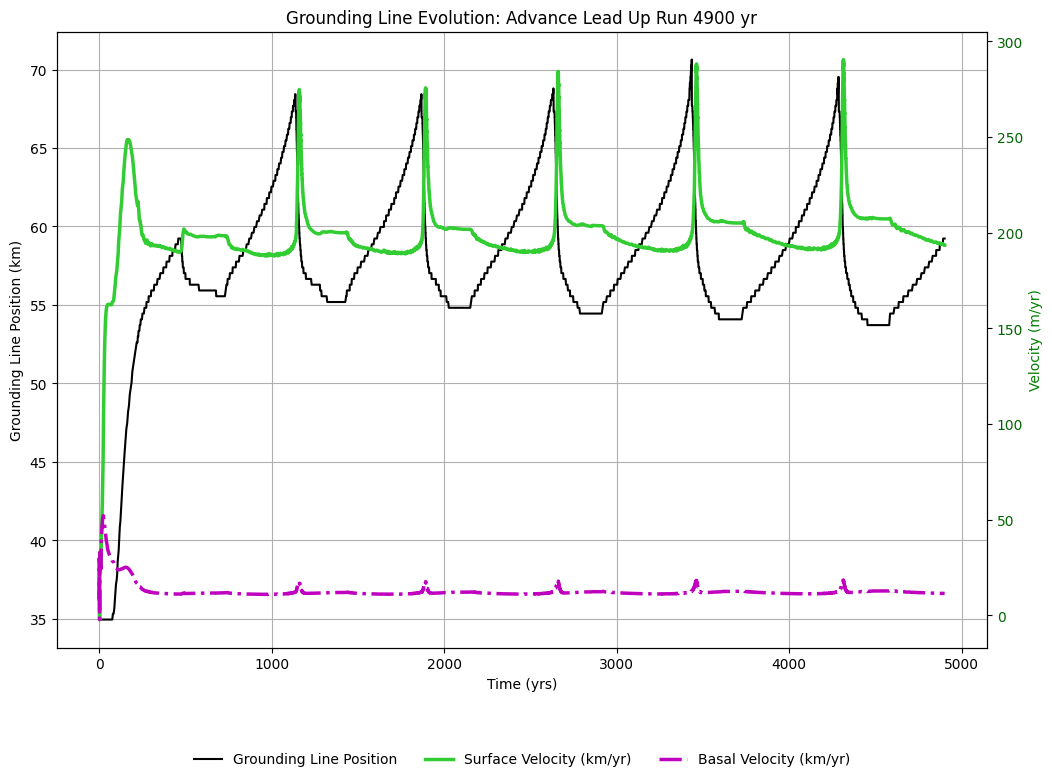 Grounding Line Evolution: Advance Lead Up Run 4900 yr
300
70
250
65
200
60
55
150
50
100
45
50
40
0
35
Grounding Line Position (km)
Velocity (m/yr)
0 1000 2000 3000 4000 5000
Time (yrs)
Grounding Line Position Surface Velocity (km/yr) Basal Velocity (km/yr)